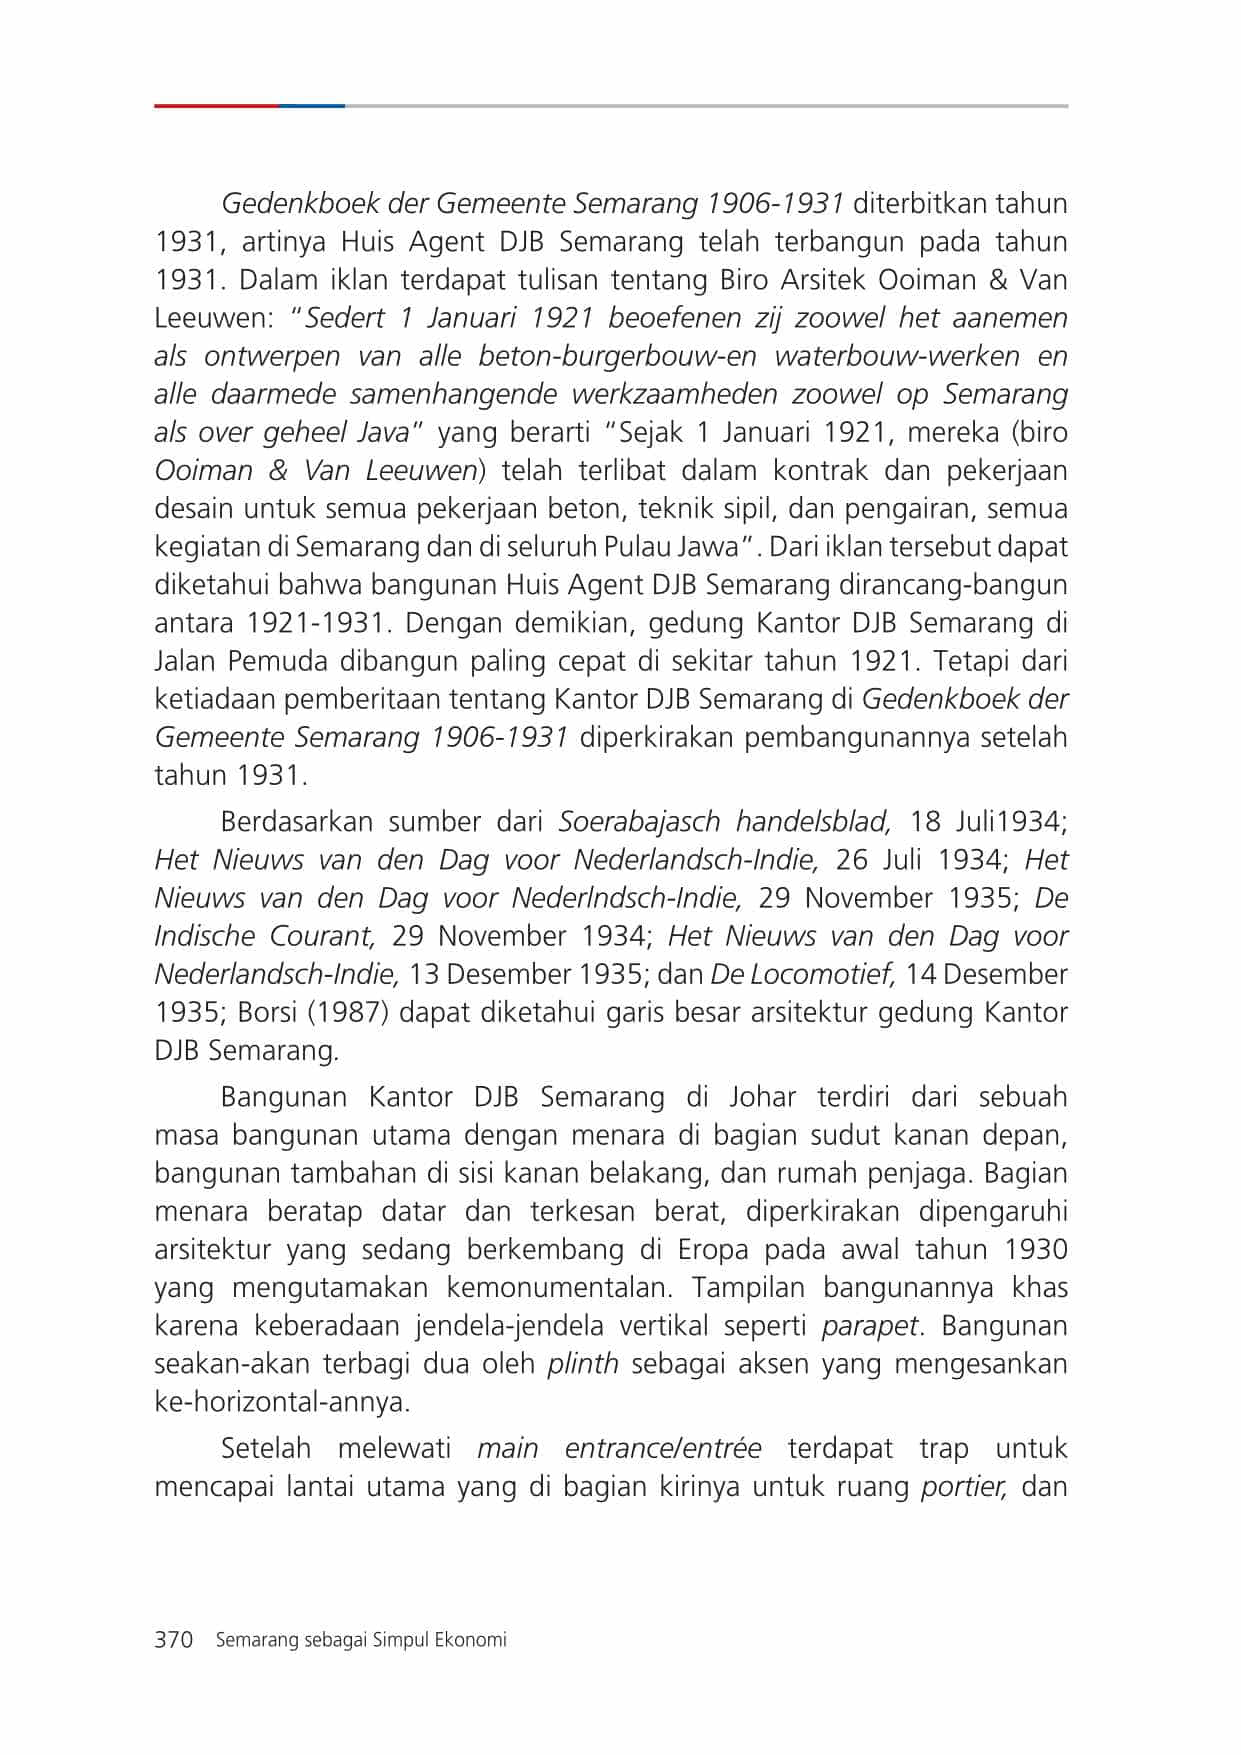 Gedenkboek der Gemeente Semarang 1906-1931 diterbitkan tahun
1931, artinya Huis Agent DJB Semarang telah terbangun pada tahun
1931. Dalam iklan terdapat tulisan tentang Biro Arsitek Ooiman & Van
Leeuwen: “Sedert 1 Januari 1921 beoefenen zij zoowel het aanemen
als ontwerpen van alle beton-burgerbouw-en waterbouw-werken en
alle daarmede samenhangende werkzaamheden zoowel op Semarang
als over geheel Java” yang berarti “Sejak 1 Januari 1921, mereka (biro
Ooiman & Van Leeuwen) telah terlibat dalam kontrak dan pekerjaan
desain untuk semua pekerjaan beton, teknik sipil, dan pengairan, semua
kegiatan di Semarang dan di seluruh Pulau Jawa”. Dari iklan tersebut dapat
diketahui bahwa bangunan Huis Agent DJB Semarang dirancang-bangun
antara 1921-1931. Dengan demikian, gedung Kantor DJB Semarang di
Jalan Pemuda dibangun paling cepat di sekitar tahun 1921. Tetapi dari
ketiadaan pemberitaan tentang Kantor DJB Semarang di Gedenkboek der
Gemeente Semarang 1906-1931 diperkirakan pembangunannya setelah
tahun 1931.
Berdasarkan sumber dari Soerabajasch handelsblad, 18 Juli1934;
Het Nieuws van den Dag voor Nederlandsch-Indie, 26 Juli 1934; Het
Nieuws van den Dag voor Nederlndsch-Indie, 29 November 1935; De
Indische Courant, 29 November 1934; Het Nieuws van den Dag voor
Nederlandsch-Indie, 13 Desember 1935; dan De Locomotief, 14 Desember
1935; Borsi (1987) dapat diketahui garis besar arsitektur gedung Kantor
DJB Semarang.
Bangunan Kantor DJB Semarang di Johar terdiri dari sebuah
masa bangunan utama dengan menara di bagian sudut kanan depan,
bangunan tambahan di sisi kanan belakang, dan rumah penjaga. Bagian
menara beratap datar dan terkesan berat, diperkirakan dipengaruhi
arsitektur yang sedang berkembang di Eropa pada awal tahun 1930
yang mengutamakan kemonumentalan. Tampilan bangunannya khas
karena keberadaan jendela-jendela vertikal seperti parapet. Bangunan
seakan-akan terbagi dua oleh plinth sebagai aksen yang mengesankan
ke-horizontal-annya.
Setelah melewati main entrance/entrée terdapat trap untuk
mencapai lantai utama yang di bagian kirinya untuk ruang portier, dan
370 Semarang sebagai Simpul Ekonomi